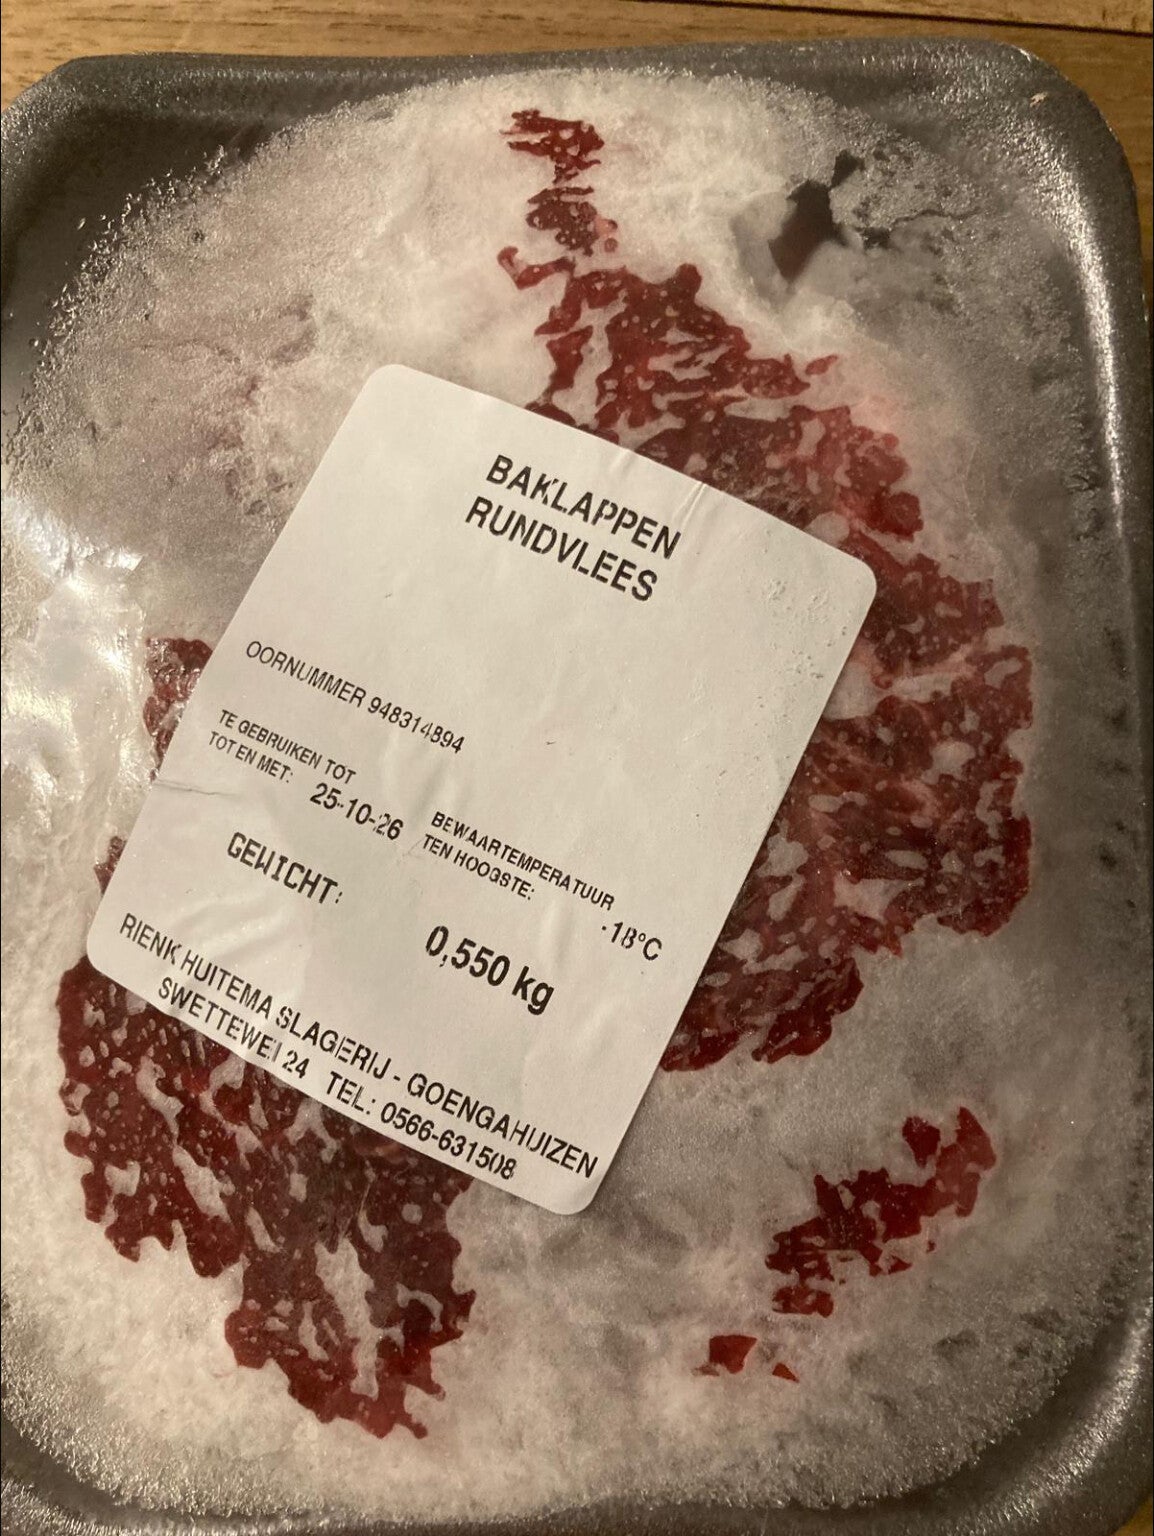 BAKLAPPEN
RUNDVLEES
OORNUMMER 948314894
TE GEBRUIKEN TOT
TOT EN MET: 25-10-26
BEWAARTEMPERATUUR
TEN HOOGSTE: -18°C
GEWICHT: 0,550 kg
RIENK HUITEMA SLAGERIJ - GOENGAHUIZEN
SWETTEWEI 24 TEL: 0566-631508